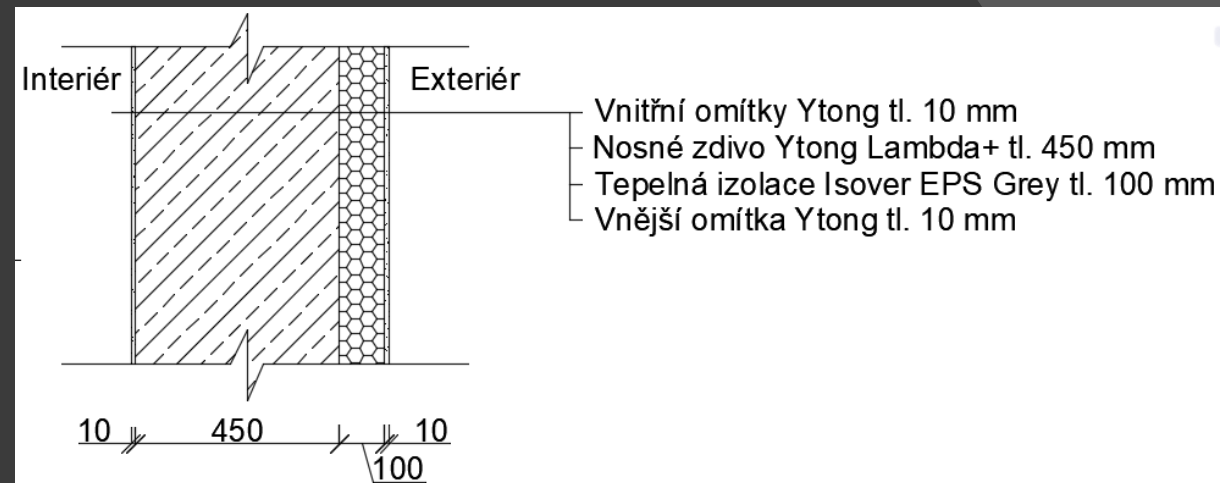 Interiér
Exteriér
Vnitřní omítky Ytong tl. 10 mm
Nosné zdivo Ytong Lambda+ tl. 450 mm
Tepelná izolace Isover EPS Grey tl. 100 mm
Vnější omítka Ytong tl. 10 mm
10 450 10
100